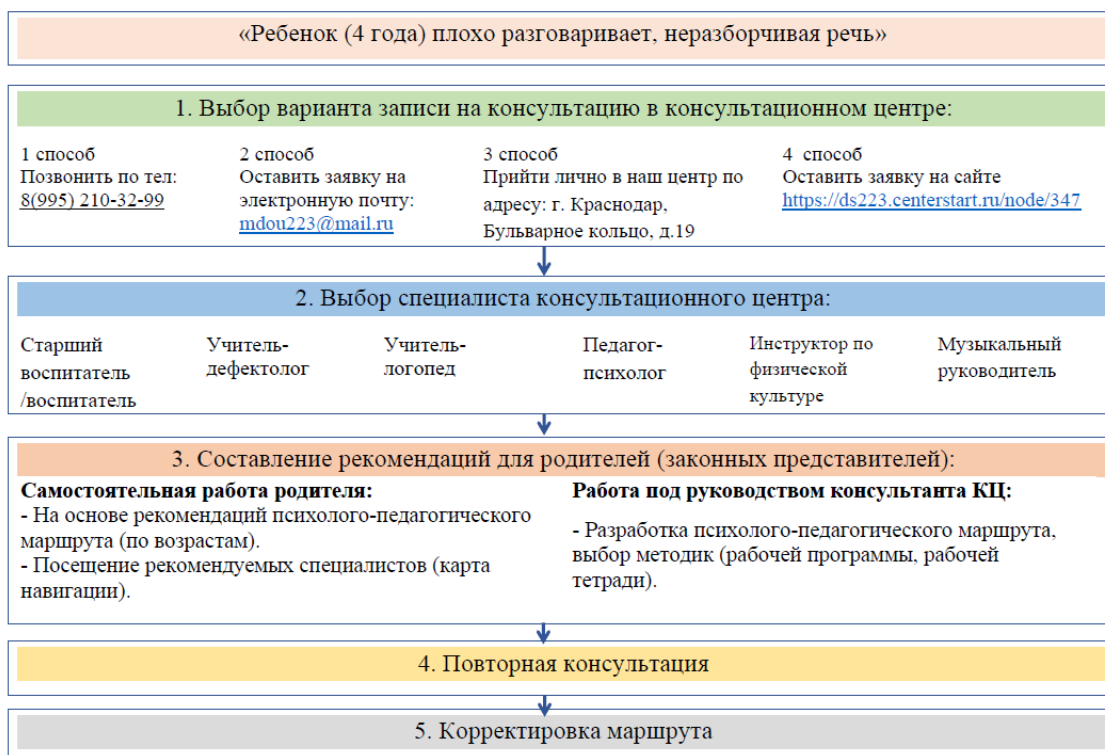 «Ребенок (4 года) плохо разговаривает, неразборчивая речь»
1. Выбор варианта записи на консультацию в консультационном центре:
1 способ
Позвонить по тел:
8(995) 210-32-99
2 способ
Оставить заявку на
электронную почту:
mdou223@mail.ru
3 способ
Прийти лично в наш центр по
адресу: г. Краснодар,
Бульварное кольцо, д.19
4 способ
Оставить заявку на сайте
https://ds223.centerstart.ru/node/347
2. Выбор специалиста консультационного центра:
Старший
воспитатель
/воспитатель
Учитель-
дефектолог
Учитель-
логопед
Педагог-
психолог
Инструктор по
физической
культуре
Музыкальный
руководитель
3. Составление рекомендаций для родителей (законных представителей):
Самостоятельная работа родителя:
- На основе рекомендаций психолого-педагогического
маршрута (по возрастам).
- Посещение рекомендуемых специалистов (карта
навигации).
Работа под руководством консультанта КЦ:
- Разработка психолого-педагогического маршрута,
выбор методик (рабочей программы, рабочей
тетради).
4. Повторная консультация
5. Корректировка маршрута